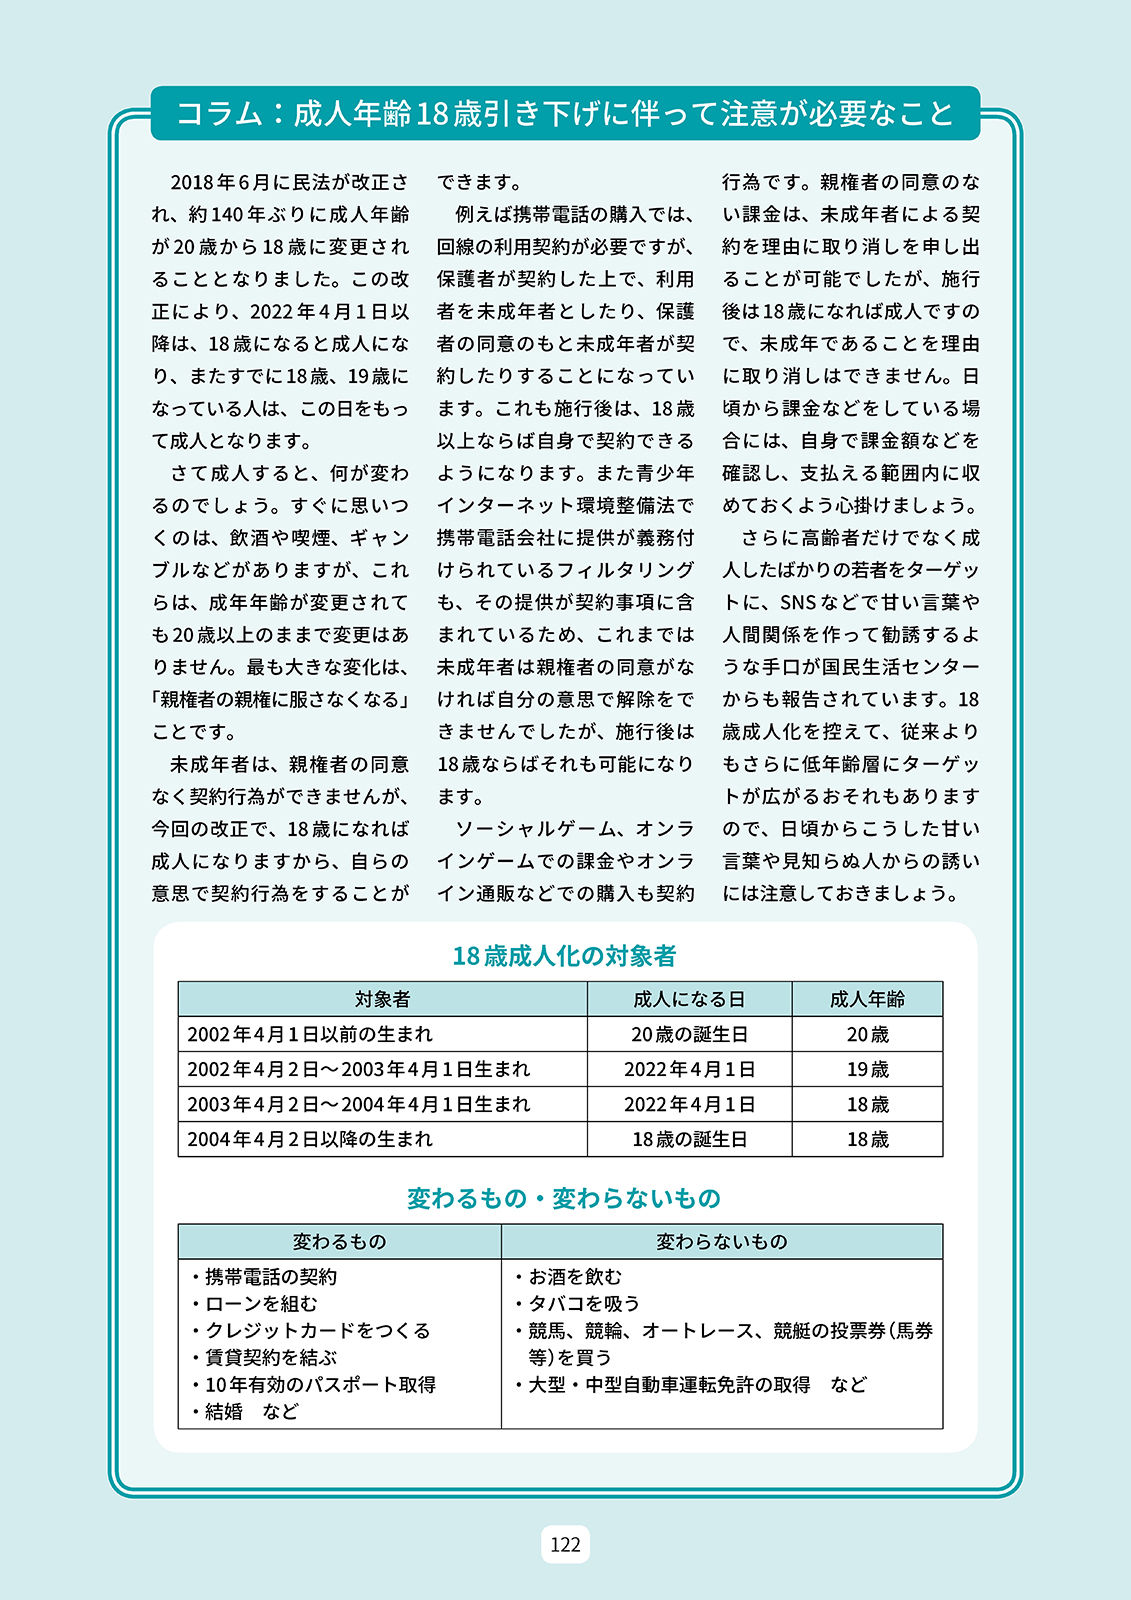 コラム：成人年齢18歳引き下げに伴って注意が必要なこと
2018年6月に民法が改正さ
れ、約140年ぶりに成人年齢
が20歳から18歳に変更され
ることとなりました。この改
正により、2022年4月1日以
降は、18歳になると成人にな
り、またすでに18歳、19歳に
なっている人は、この日をもっ
て成人となります。
さて成人すると、何が変わ
るのでしょう。すぐに思いつ
くのは、飲酒や喫煙、ギャン
ブルなどがありますが、これ
らは、成年年齢が変更されて
も20歳以上のままで変更はあ
りません。最も大きな変化は、
「親権者の親権に服さなくなる」
ことです。
未成年者は、親権者の同意
なく契約行為ができませんが、
今回の改正で、18歳になれば
成人になりますから、自らの
意思で契約行為をすることが
できます。
例えば携帯電話の購入では、
回線の利用契約が必要ですが、
保護者が契約した上で、利用
者を未成年者としたり、保護
者の同意のもと未成年者が契
約したりすることになってい
ます。これも施行後は、18歳
以上ならば自身で契約できる
ようになります。また青少年
インターネット環境整備法で
携帯電話会社に提供が義務付
けられているフィルタリング
も、その提供が契約事項に含
まれているため、これまでは
未成年者は親権者の同意がな
ければ自分の意思で解除をで
きませんでしたが、施行後は
18歳ならばそれも可能になり
ます。
ソーシャルゲーム、オンラ
インゲームでの課金やオンラ
イン通販などでの購入も契約
行為です。親権者の同意のな
い課金は、未成年者による契
約を理由に取り消しを申し出
ることが可能でしたが、施行
後は18歳になれば成人ですの
で、未成年であることを理由
に取り消しはできません。日
頃から課金などをしている場
合には、自身で課金額などを
確認し、支払える範囲内に収
めておくよう心掛けましょう。
さらに高齢者だけでなく成
人したばかりの若者をターゲッ
トに、SNSなどで甘い言葉や
人間関係を作って勧誘するよ
うな手口が国民生活センター
からも報告されています。18
歳成人化を控えて、従来より
もさらに低年齢層にターゲッ
トが広がるおそれもあります
ので、日頃からこうした甘い
言葉や見知らぬ人からの誘い
には注意しておきましょう。
18歳成人化の対象者
対象者 成人になる日 成人年齢
2002年4月1日以前の生まれ 20歳の誕生日 20歳
2002年4月2日～2003年4月1日生まれ 2022年4月1日 19歳
2003年4月2日～2004年4月1日生まれ 2022年4月1日 18歳
2004年4月2日以降の生まれ 18歳の誕生日 18歳
変わるもの・変わらないもの
変わるもの 変わらないもの
・携帯電話の契約
・ローンを組む
・クレジットカードをつくる
・賃貸契約を結ぶ
・10年有効のパスポート取得
・結婚　など
・お酒を飲む
・タバコを吸う
・競馬、競輪、オートレース、競艇の投票券（馬券
等）を買う
・大型・中型自動車運転免許の取得　など
122